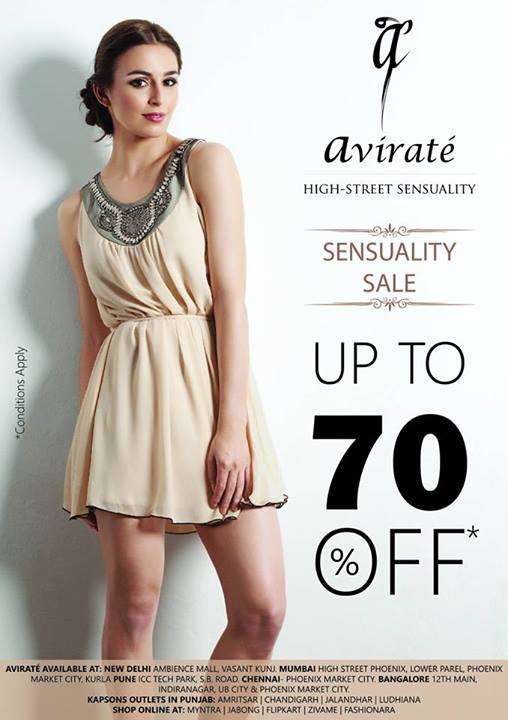 a
aviraté
HIGH-STREET SENSUALITY
SENSUALITY
SALE
UP TO
70
% OFF*
*Conditions Apply
AVIRATÉ AVAILABLE AT: NEW DELHI AMBIENCE MALL, VASANT KUNJ. MUMBAI HIGH STREET PHOENIX, LOWER PAREL, PHOENIX
MARKET CITY, KURLA PUNE ICC TECH PARK, S.B. ROAD. CHENNAI- PHOENIX MARKET CITY. BANGALORE 12TH MAIN,
INDIRANAGAR, UB CITY & PHOENIX MARKET CITY.
KAPSONS OUTLETS IN PUNJAB: AMRITSAR | CHANDIGARH | JALANDHAR | LUDHIANA
SHOP ONLINE AT: MYNTRA | JABONG | FLIPKART | ZIVAME | FASHIONARA